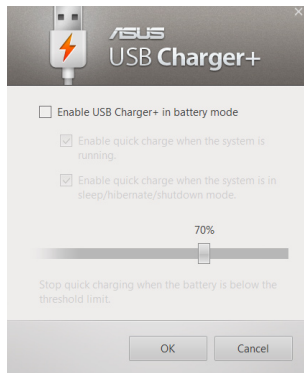 ASUS
USB Charger+
Enable USB Charger+ in battery mode
Enable quick charge when the system is
running.
Enable quick charge when the system is in
sleep/hibernate/shutdown mode.
70%
Stop quick charging when the battery is below the
threshold limit.
OK
Cancel